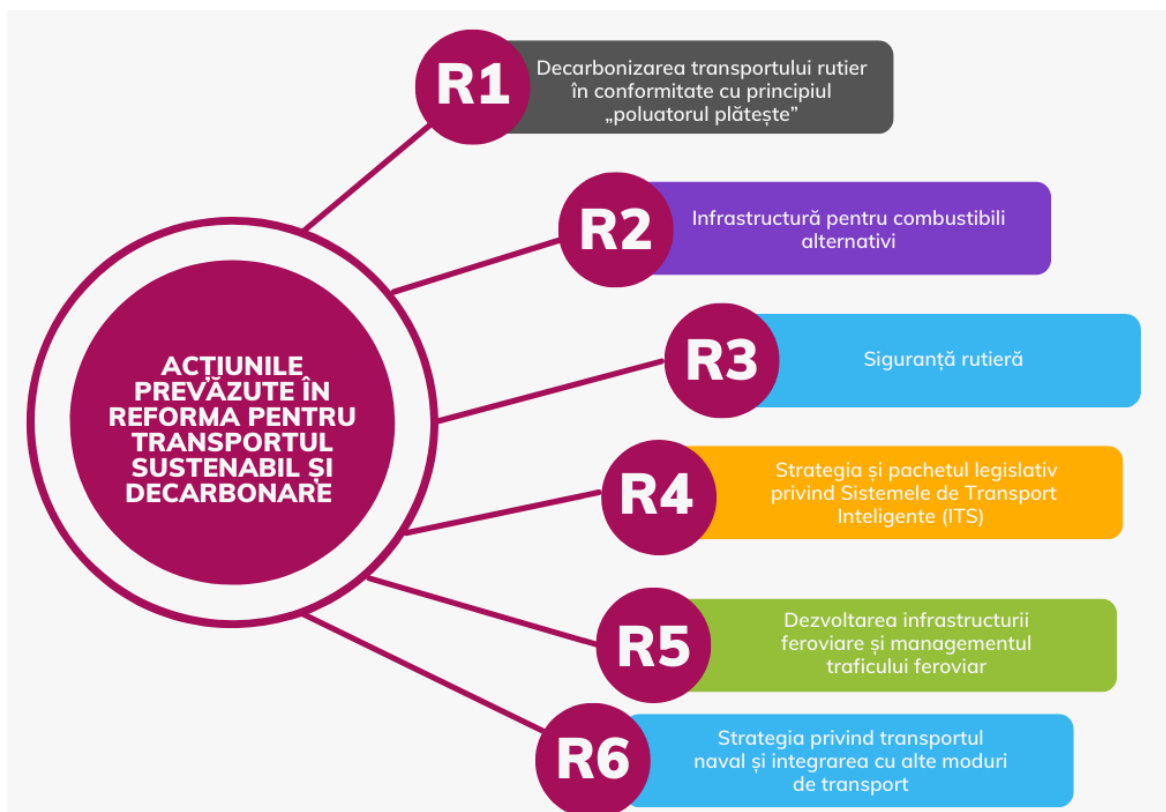 R1
Decarbonizarea transportului rutier
în conformitate cu principiul
„poluatorul plătește”
R2
Infrastructură pentru combustibili
alternativi
R3
Siguranță rutieră
ACȚIUNILE
PREVĂZUTE ÎN
REFORMA PENTRU
TRANSPORTUL
SUSTENABIL ȘI
DECARBONARE
R4
Strategia și pachetul legislativ
privind Sistemele de Transport
Inteligente (ITS)
R5
Dezvoltarea infrastructurii
feroviare și managementul
traficului feroviar
R6
Strategia privind transportul
naval și integrarea cu alte moduri
de transport